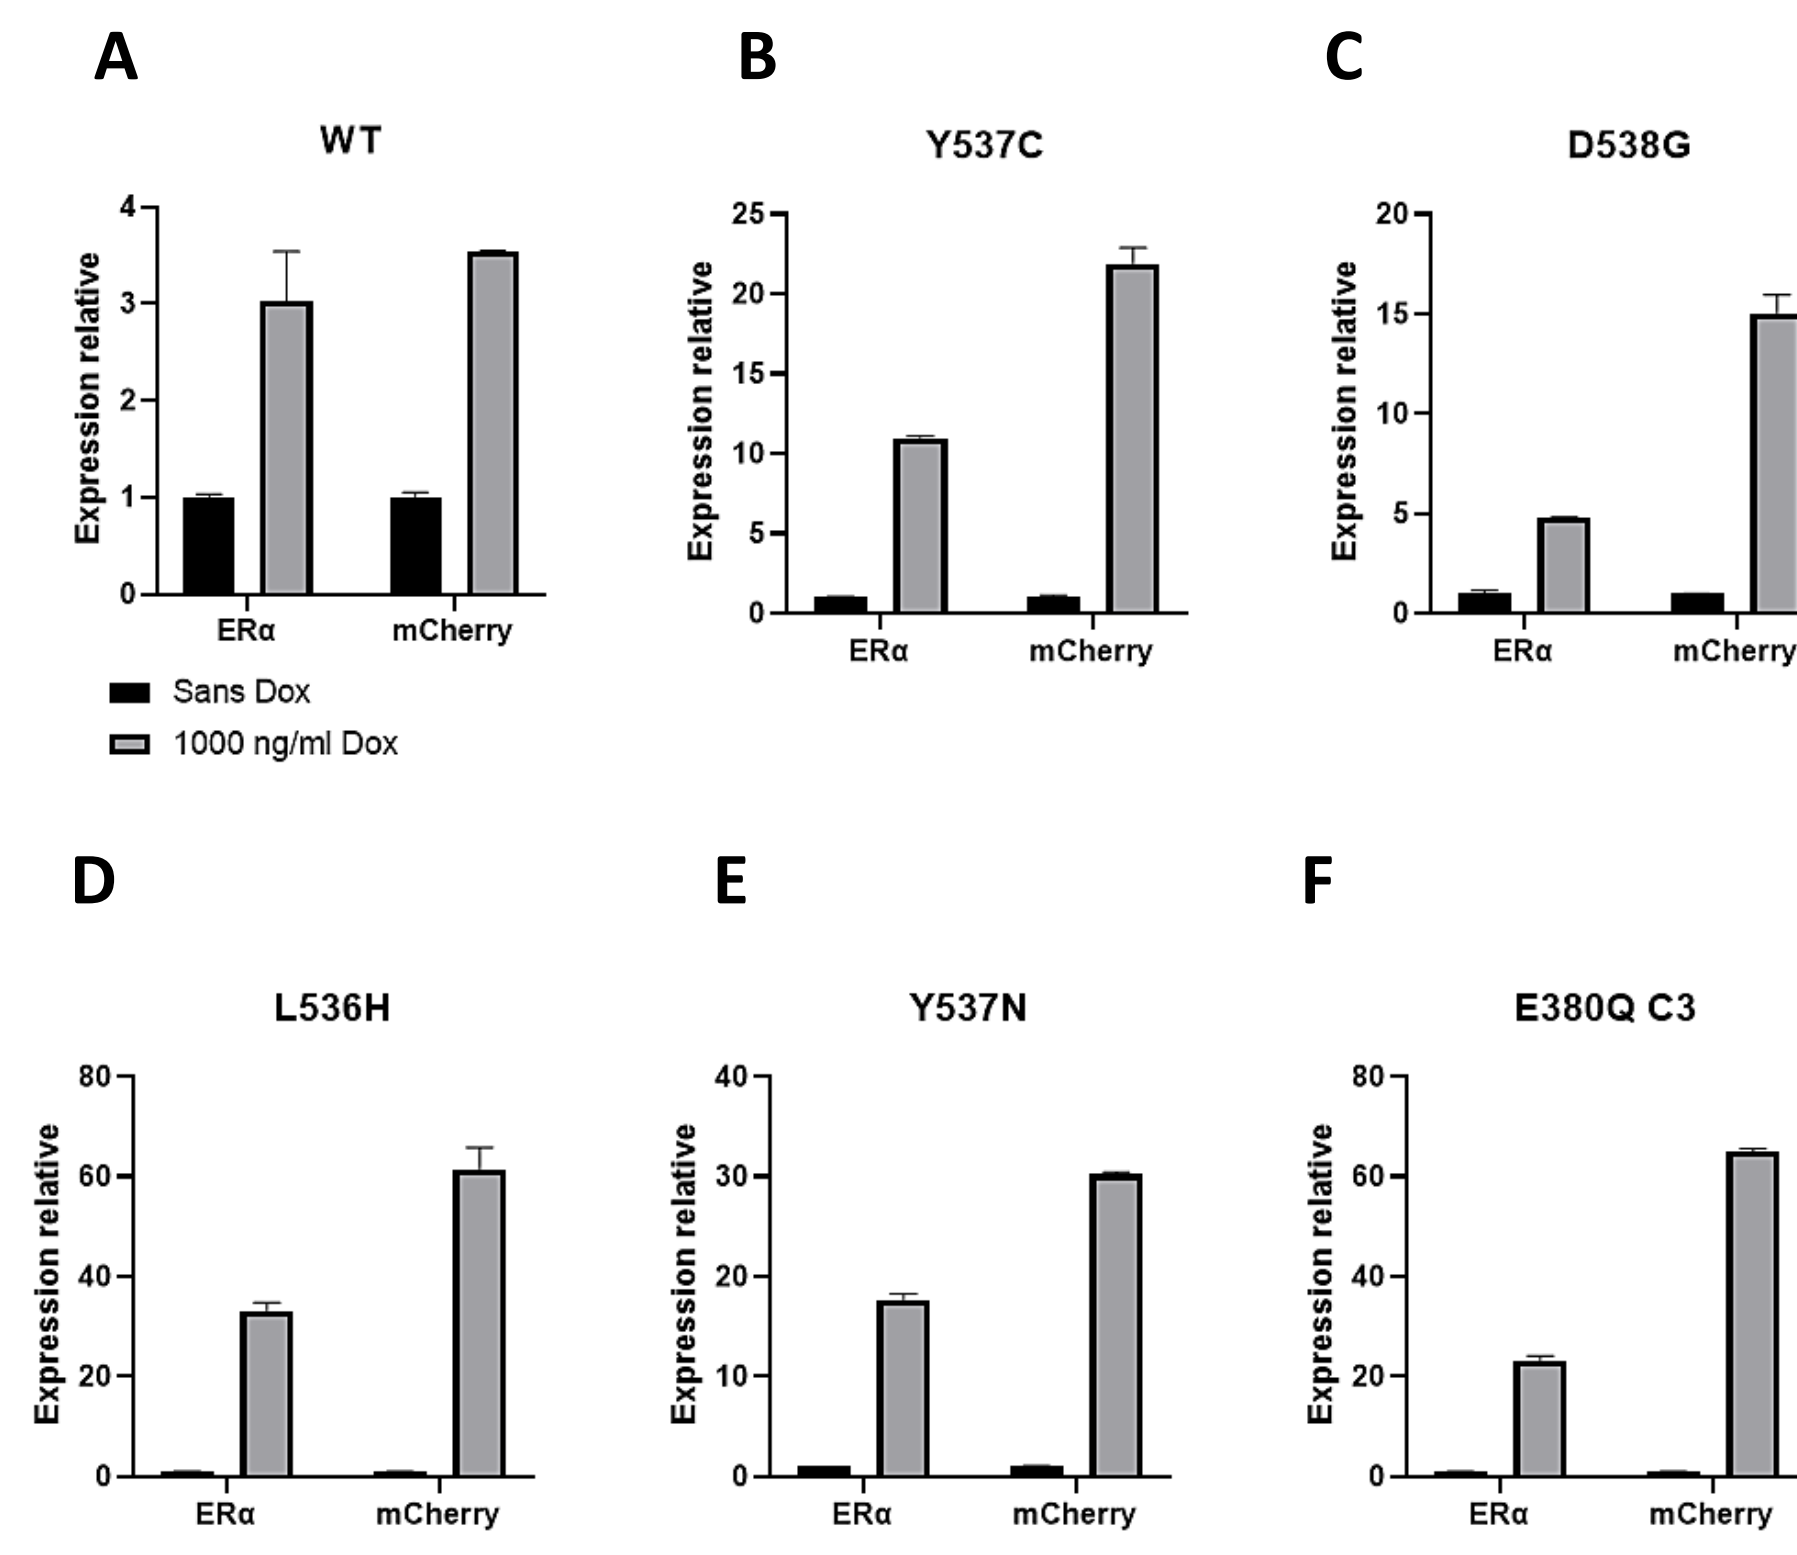 A
B
C
WT
Y537C
D538G
Expression relative
4
3
2
1
0
ERα mCherry
Expression relative
25
20
15
10
5
0
ERα mCherry
Expression relative
20
15
10
5
0
ERα mCherry
Sans Dox
1000 ng/ml Dox
D
E
F
L536H
Y537N
E380Q C3
Expression relative
80
60
40
20
0
ERα mCherry
Expression relative
40
30
20
10
0
ERα mCherry
Expression relative
80
60
40
20
0
ERα mCherry